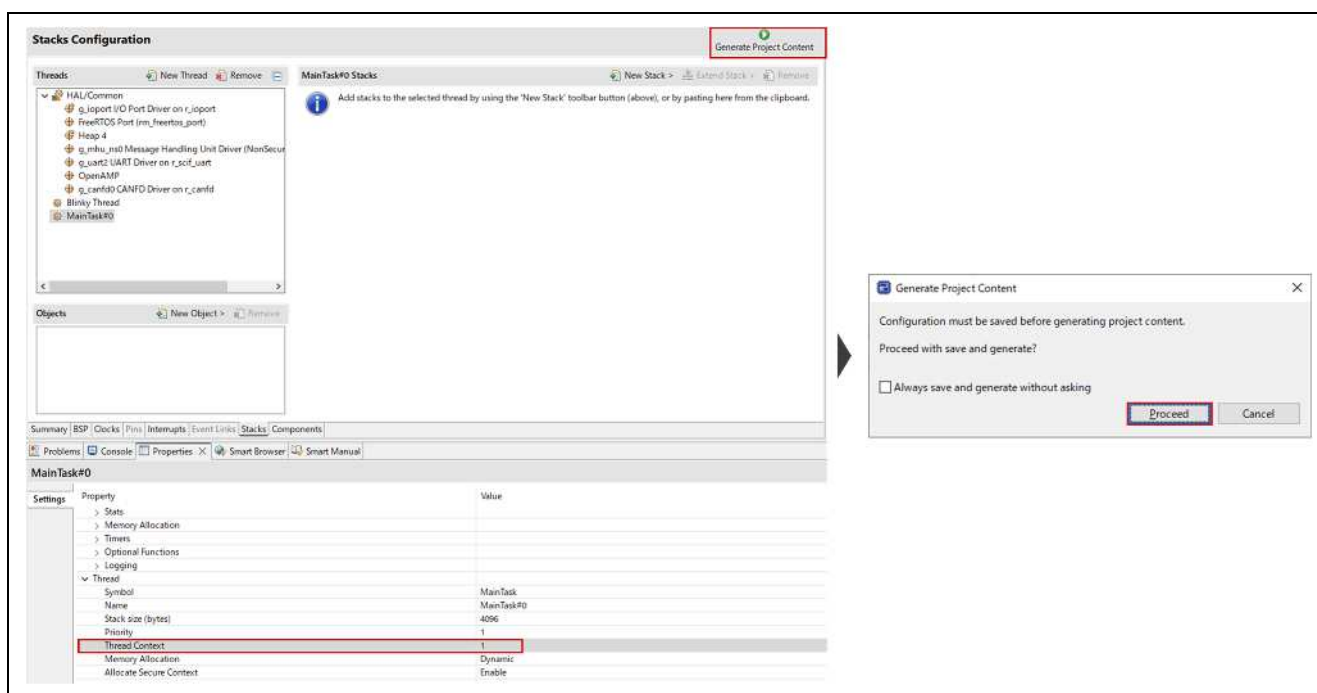 Stacks Configuration
Generate Project Content
Threads
New Thread
Remove
MainTask#0 Stacks
New Stack >
Extend Stack >
Remove
HAL/Common
g_ioport I/O Port Driver on r_ioport
FreeRTOS Port (rm_freertos_port)
Heap 4
g_mhu_ns0 Message Handling Unit Driver (NonSecur
g_uart2 UART Driver on r_scif_uart
OpenAMP
g_canfd0 CANFD Driver on r_canfd
Blinky Thread
MainTask#0
Add stacks to the selected thread by using the 'New Stack' toolbar button (above), or by pasting here from the clipboard.
Objects
New Object >
Remove
Summary BSP Clocks Pins Interrupts Event Links Stacks Components
Problems Console Properties Smart Browser Smart Manual
MainTask#0
Settings
Property Value
Stats
Memory Allocation
Timers
Optional Functions
Logging
Thread
Symbol MainTask
Name MainTask#0
Stack size (bytes) 4096
Priority 1
Thread Context 1
Memory Allocation Dynamic
Allocate Secure Context Enable
Generate Project Content
Configuration must be saved before generating project content.
Proceed with save and generate?
Always save and generate without asking
Proceed Cancel